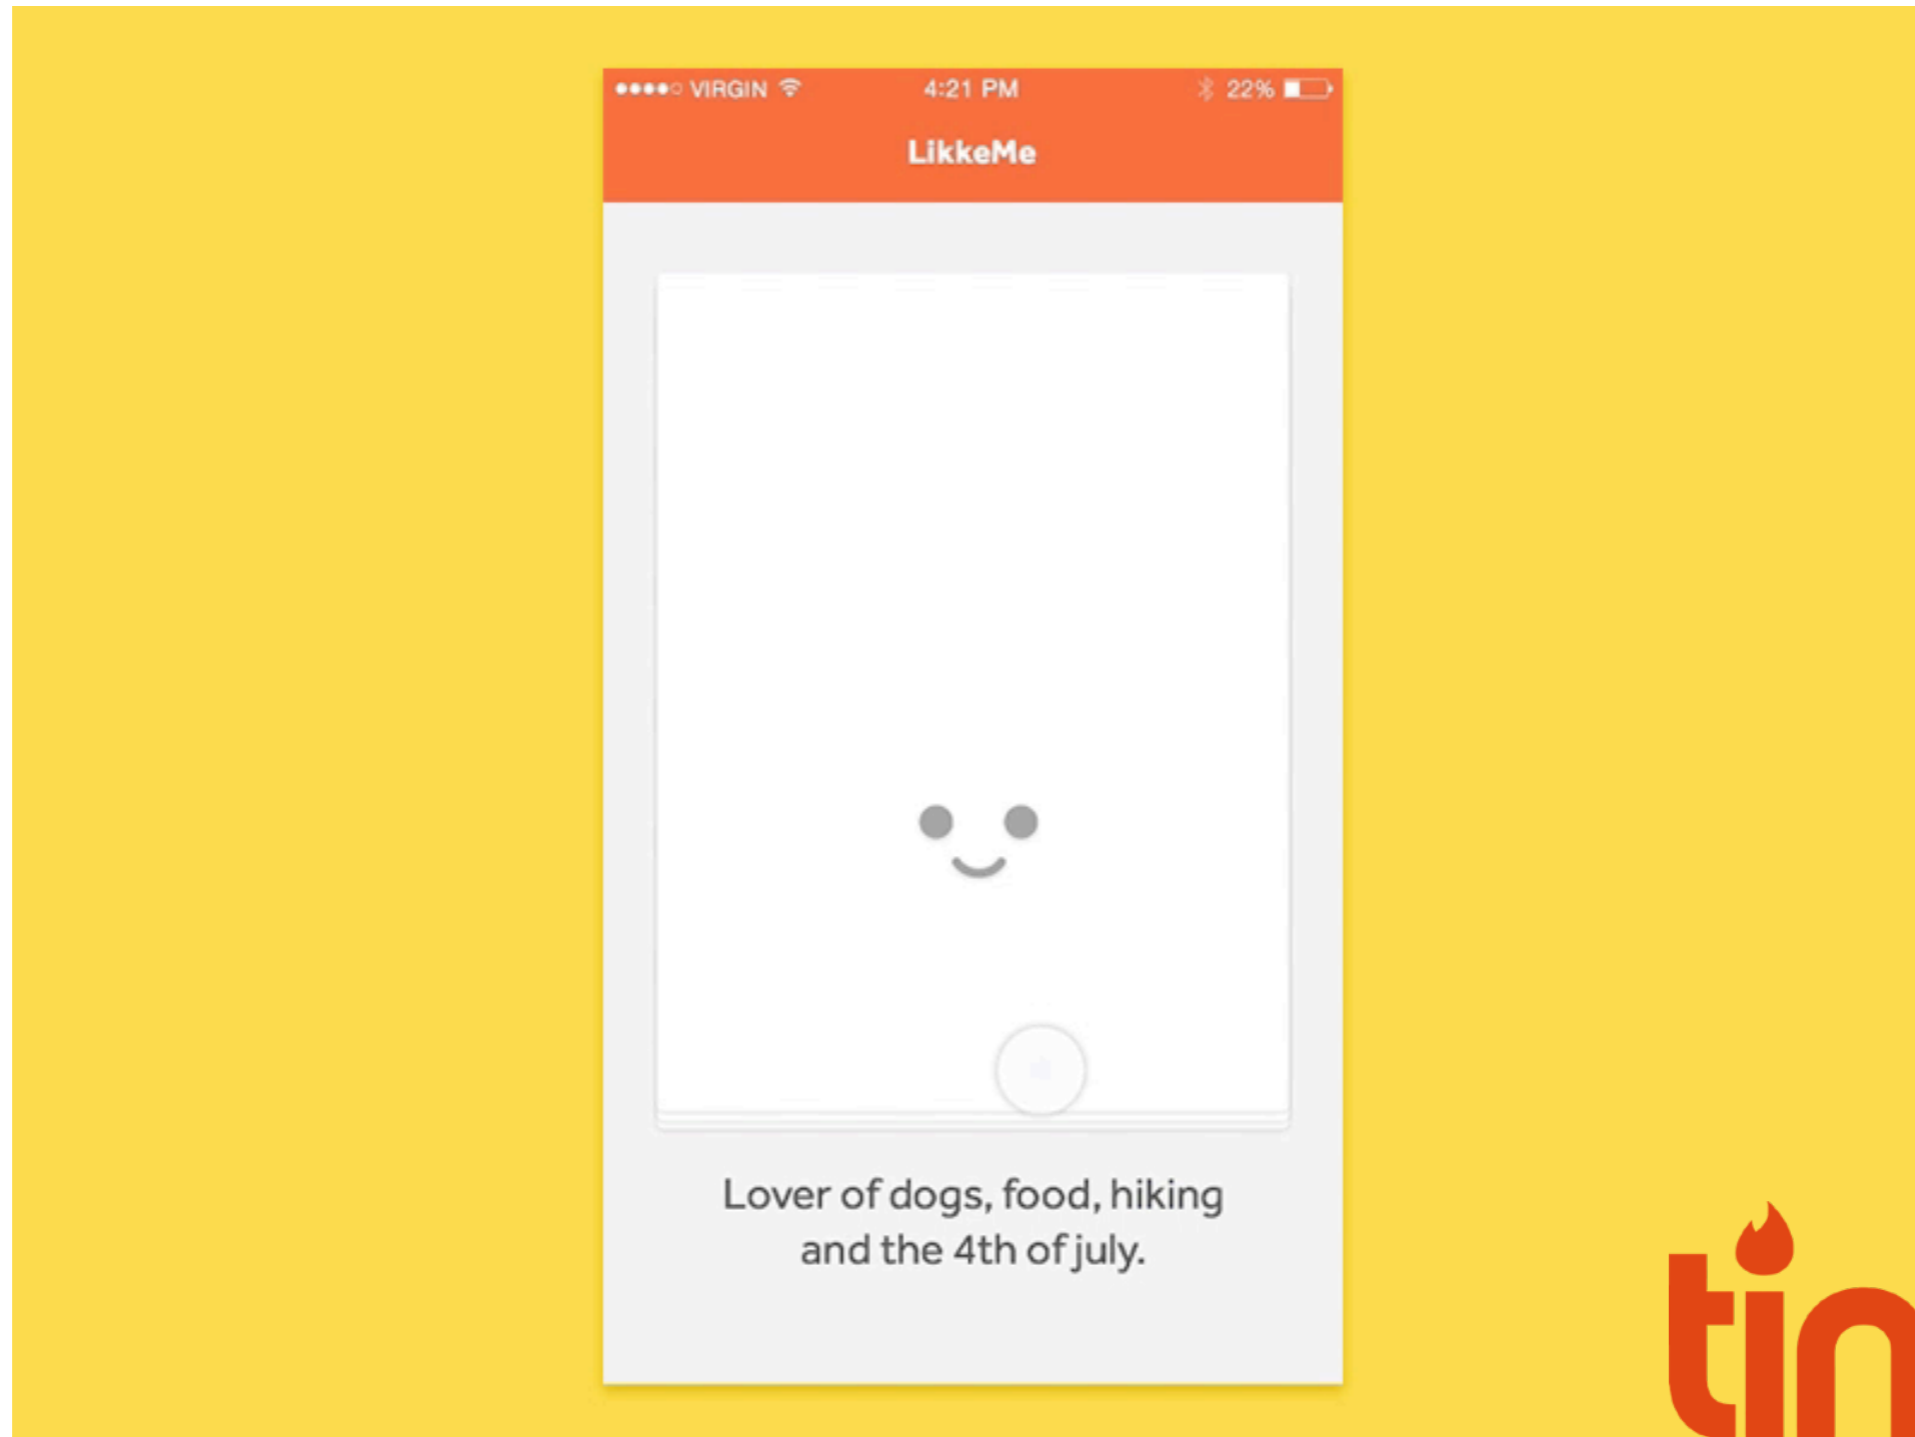 VIRGIN 4:21 PM 22%
LikkeMe
Lover of dogs, food, hiking
and the 4th of july.
tin